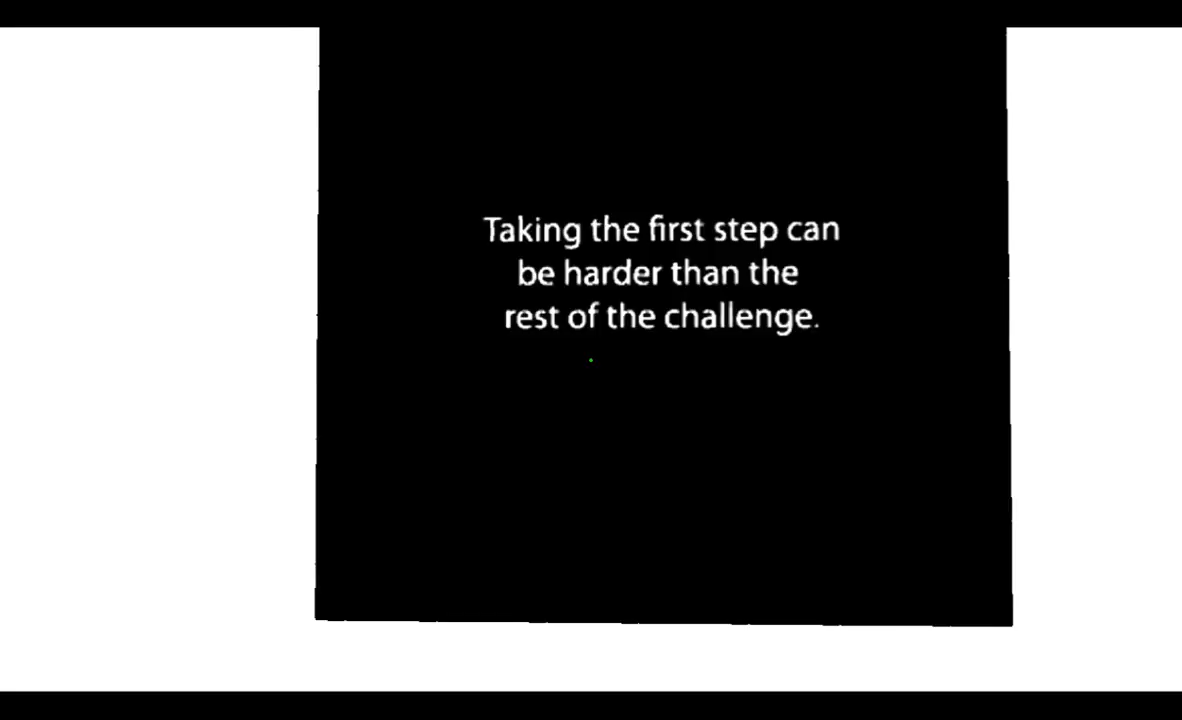 Taking the first step can
be harder than the
rest of the challenge.